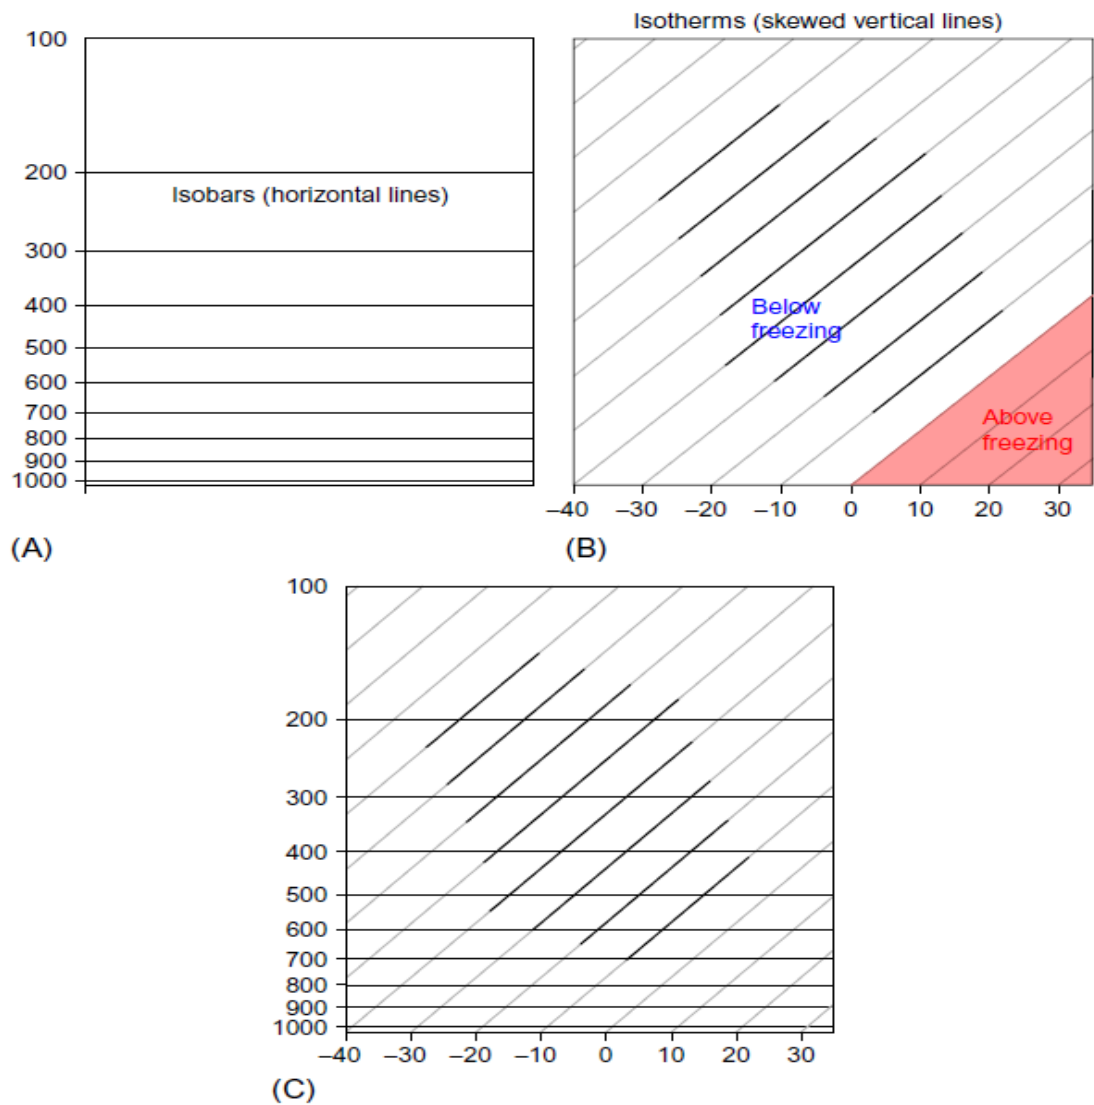 Isotherms (skewed vertical lines)
100
200
Isobars (horizontal lines)
300
400
500
600
700
800
900
1000
(A)
Below
freezing
Above
freezing
–40 –30 –20 –10 0 10 20 30
(B)
100
200
300
400
500
600
700
800
900
1000
–40 –30 –20 –10 0 10 20 30
(C)